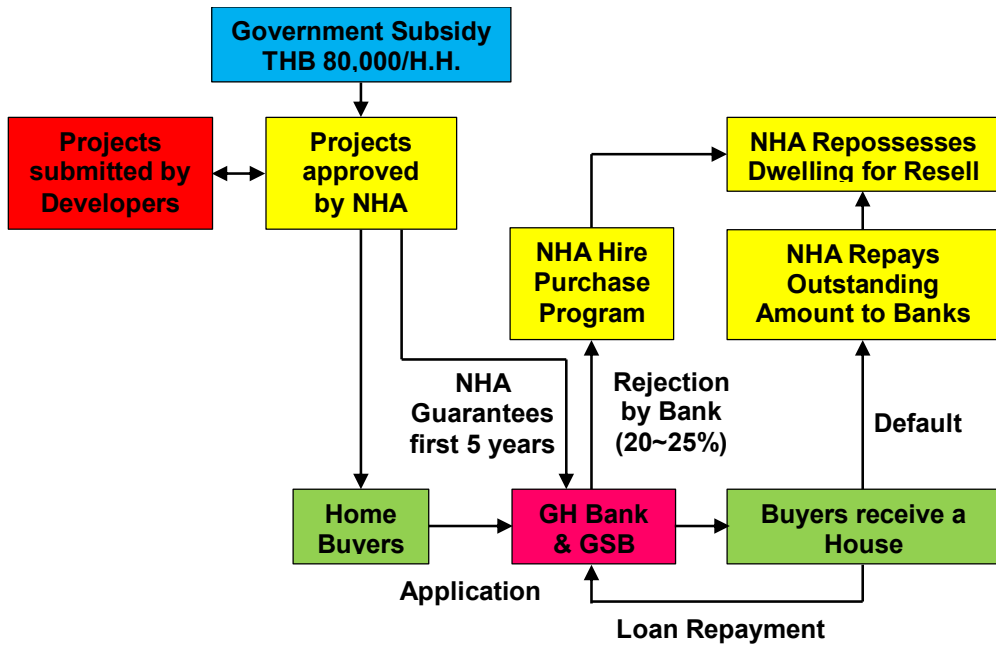 Government Subsidy
THB 80,000/H.H.
Projects
submitted by
Developers
Projects
approved
by NHA
NHA Repossesses
Dwelling for Resell
NHA Hire
Purchase
Program
NHA Repays
Outstanding
Amount to Banks
NHA
Guarantees
first 5 years
Rejection
by Bank
(20~25%)
Default
Home
Buyers
GH Bank
& GSB
Buyers receive a
House
Application
Loan Repayment